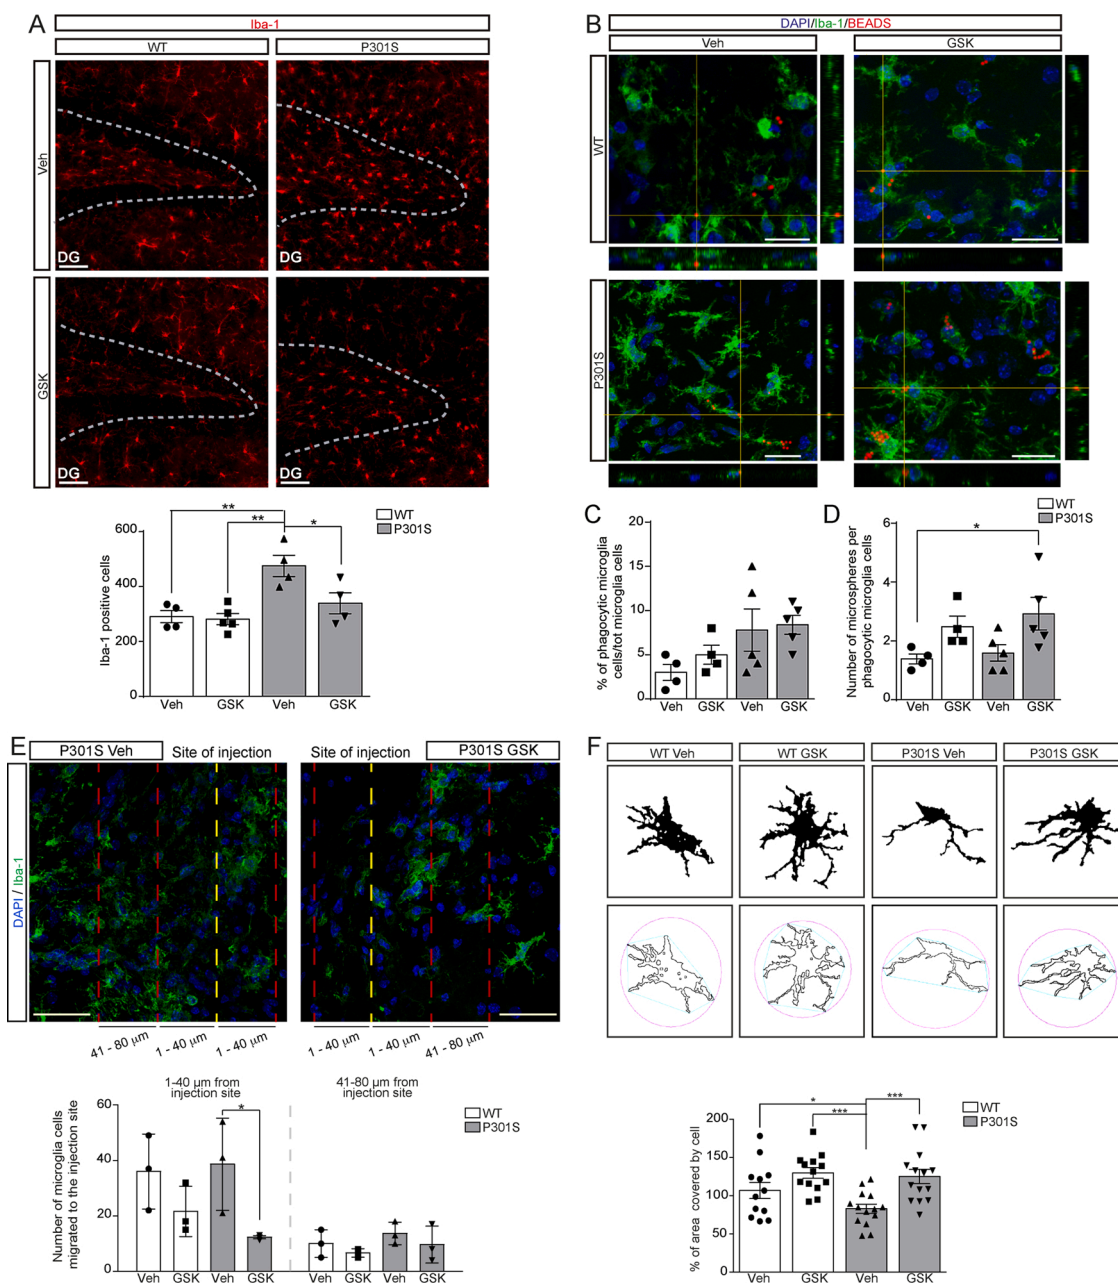 A
Iba-1
WT
P301S
Veh
DG
DG
GSK
DG
DG
**
**
*
WT
P301S
Iba-1 positive cells
600
400
200
0
Veh
GSK
Veh
GSK
B
DAPI/Iba-1/BEADS
Veh
GSK
WT
P301S
C
% of phagocytic microglia
cells/tot microglia cells
20
15
10
5
0
Veh
GSK
Veh
GSK
D
WT
P301S
*
Number of microspheres per
phagocytic microglia cells
6
4
2
0
Veh
GSK
Veh
GSK
E
P301S Veh
Site of injection
Site of injection
P301S GSK
DAPI / Iba-1
41 - 80 µm
1 - 40 µm
1 - 40 µm
1 - 40 µm
1 - 40 µm
41 - 80 µm
1-40 µm from
injection site
41-80 µm from
injection site
WT
P301S
*
Number of microglia cells
migrated to the injection site
60
40
20
0
Veh
GSK
Veh
GSK
Veh
GSK
Veh
GSK
F
WT Veh
WT GSK
P301S Veh
P301S GSK
*
***
***
WT
P301S
% of area covered by cell
200
150
100
50
0
Veh
GSK
Veh
GSK